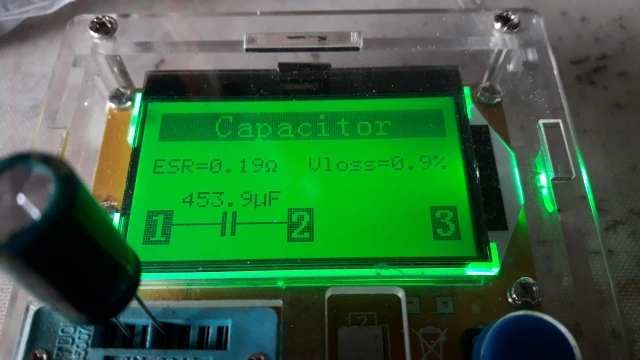 Capacitor
ESR=0.19Ω Vloss=0.9%
453.9µF
1 2 3